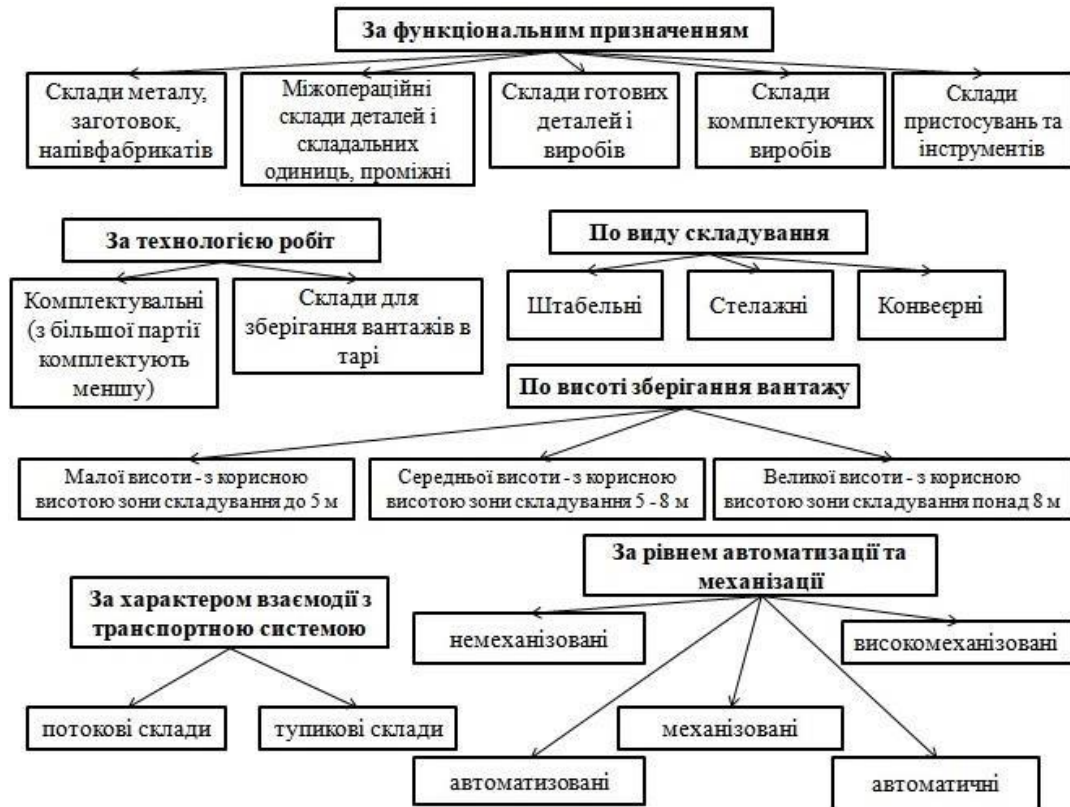 За функціональним призначенням
Склади металу,
заготовок,
напівфабрикатів
Міжопераційні
склади деталей і
складальних
одиниць, проміжні
Склади готових
деталей і
виробів
Склади
комплектуючих
виробів
Склади
пристосувань та
інструментів
За технологією робіт
Комплектувальні
(з більшої партії
комплектують
меншу)
Склади для
зберігання вантажів в
тарі
По виду складування
Штабельні
Стелажні
Конвеєрні
По висоті зберігання вантажу
Малої висоти - з корисною
висотою зони складування до 5 м
Середньої висоти - з корисною
висотою зони складування 5 - 8 м
Великої висоти - з корисною
висотою зони складування понад 8 м
За характером взаємодії з
транспортною системою
потокові склади
тупикові склади
За рівнем автоматизації та
механізації
немеханізовані
високомеханізовані
механізовані
автоматизовані
автоматичні